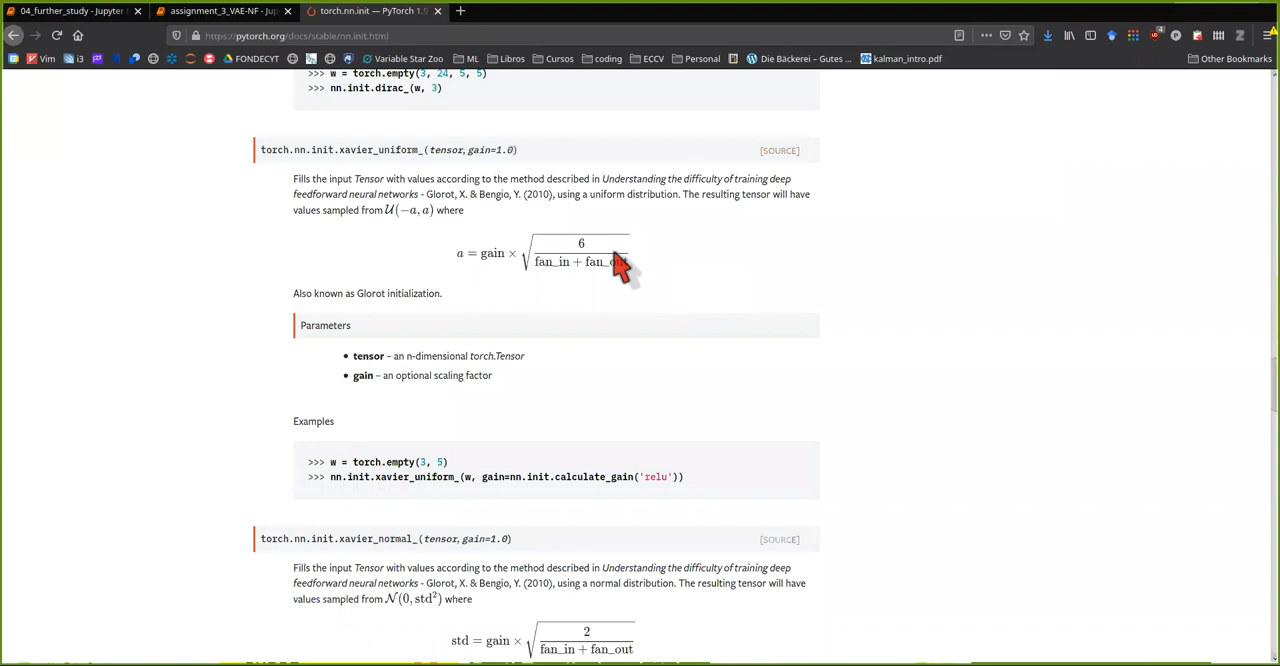 04_further_study - Jupyter N
assignment_3_VAE-NF - Jupy
torch.nn.init — PyTorch 1.9
https://pytorch.org/docs/stable/nn.init.html
Vim
i3
FONDECYT
Variable Star Zoo
ML
Libros
Cursos
coding
ECCV
Personal
Die Bäckerei – Gutes ...
kalman_intro.pdf
Other Bookmarks
>>> w = torch.empty(3, 24, 5, 5)
>>> nn.init.dirac_(w, 3)
torch.nn.init.xavier_uniform_(tensor, gain=1.0)
[SOURCE]
Fills the input Tensor with values according to the method described in Understanding the difficulty of training deep
feedforward neural networks - Glorot, X. & Bengio, Y. (2010), using a uniform distribution. The resulting tensor will have
values sampled from 𝒰(−a, a) where
a = gain × √ 6
fan_in + fan_out
Also known as Glorot initialization.
Parameters
• tensor – an n-dimensional torch.Tensor
• gain – an optional scaling factor
Examples
>>> w = torch.empty(3, 5)
>>> nn.init.xavier_uniform_(w, gain=nn.init.calculate_gain('relu'))
torch.nn.init.xavier_normal_(tensor, gain=1.0)
[SOURCE]
Fills the input Tensor with values according to the method described in Understanding the difficulty of training deep
feedforward neural networks - Glorot, X. & Bengio, Y. (2010), using a normal distribution. The resulting tensor will have
values sampled from 𝒩(0, std²) where
std = gain × √ 2
fan_in + fan_out